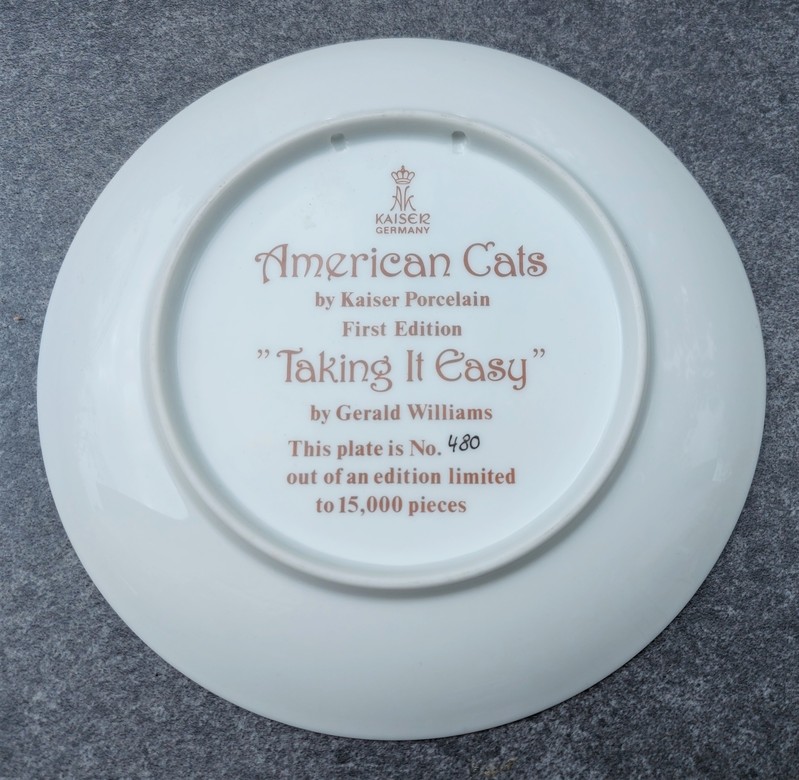 KAISER
GERMANY
American Cats
by Kaiser Porcelain
First Edition
”Taking It Easy”
by Gerald Williams
This plate is No. 480
out of an edition limited
to 15,000 pieces